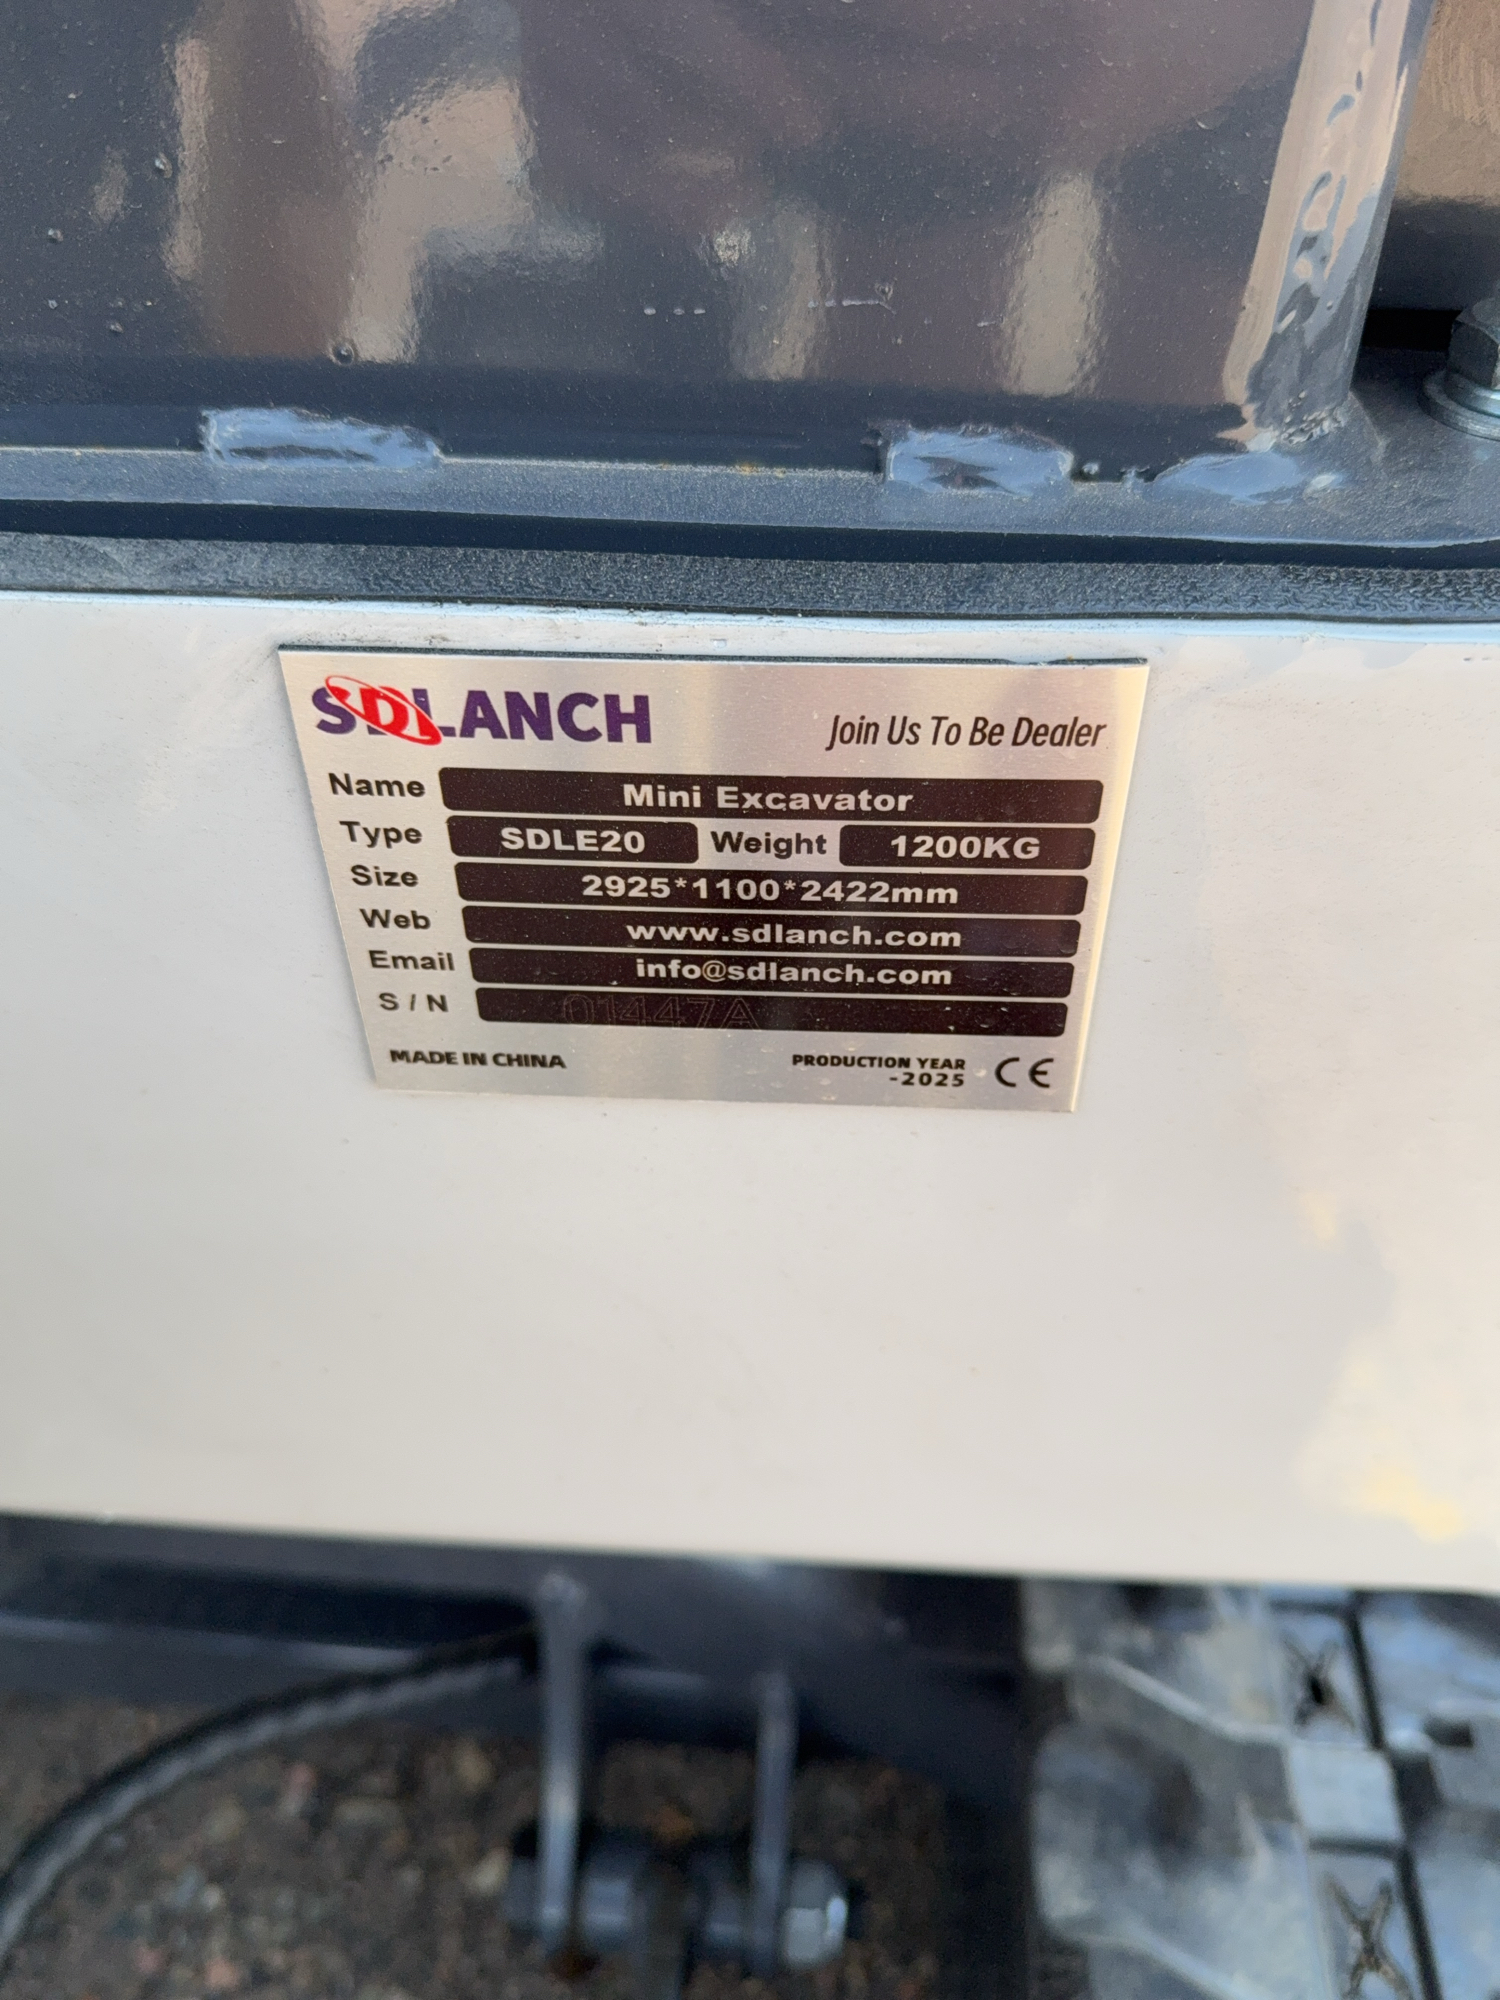 SDLANCH Join Us To Be Dealer
Name Mini Excavator
Type SDLE20 Weight 1200KG
Size 2925*1100*2422mm
Web www.sdlanch.com
Email info@sdlanch.com
S / N 01447A
MADE IN CHINA PRODUCTION YEAR
-2025 CE